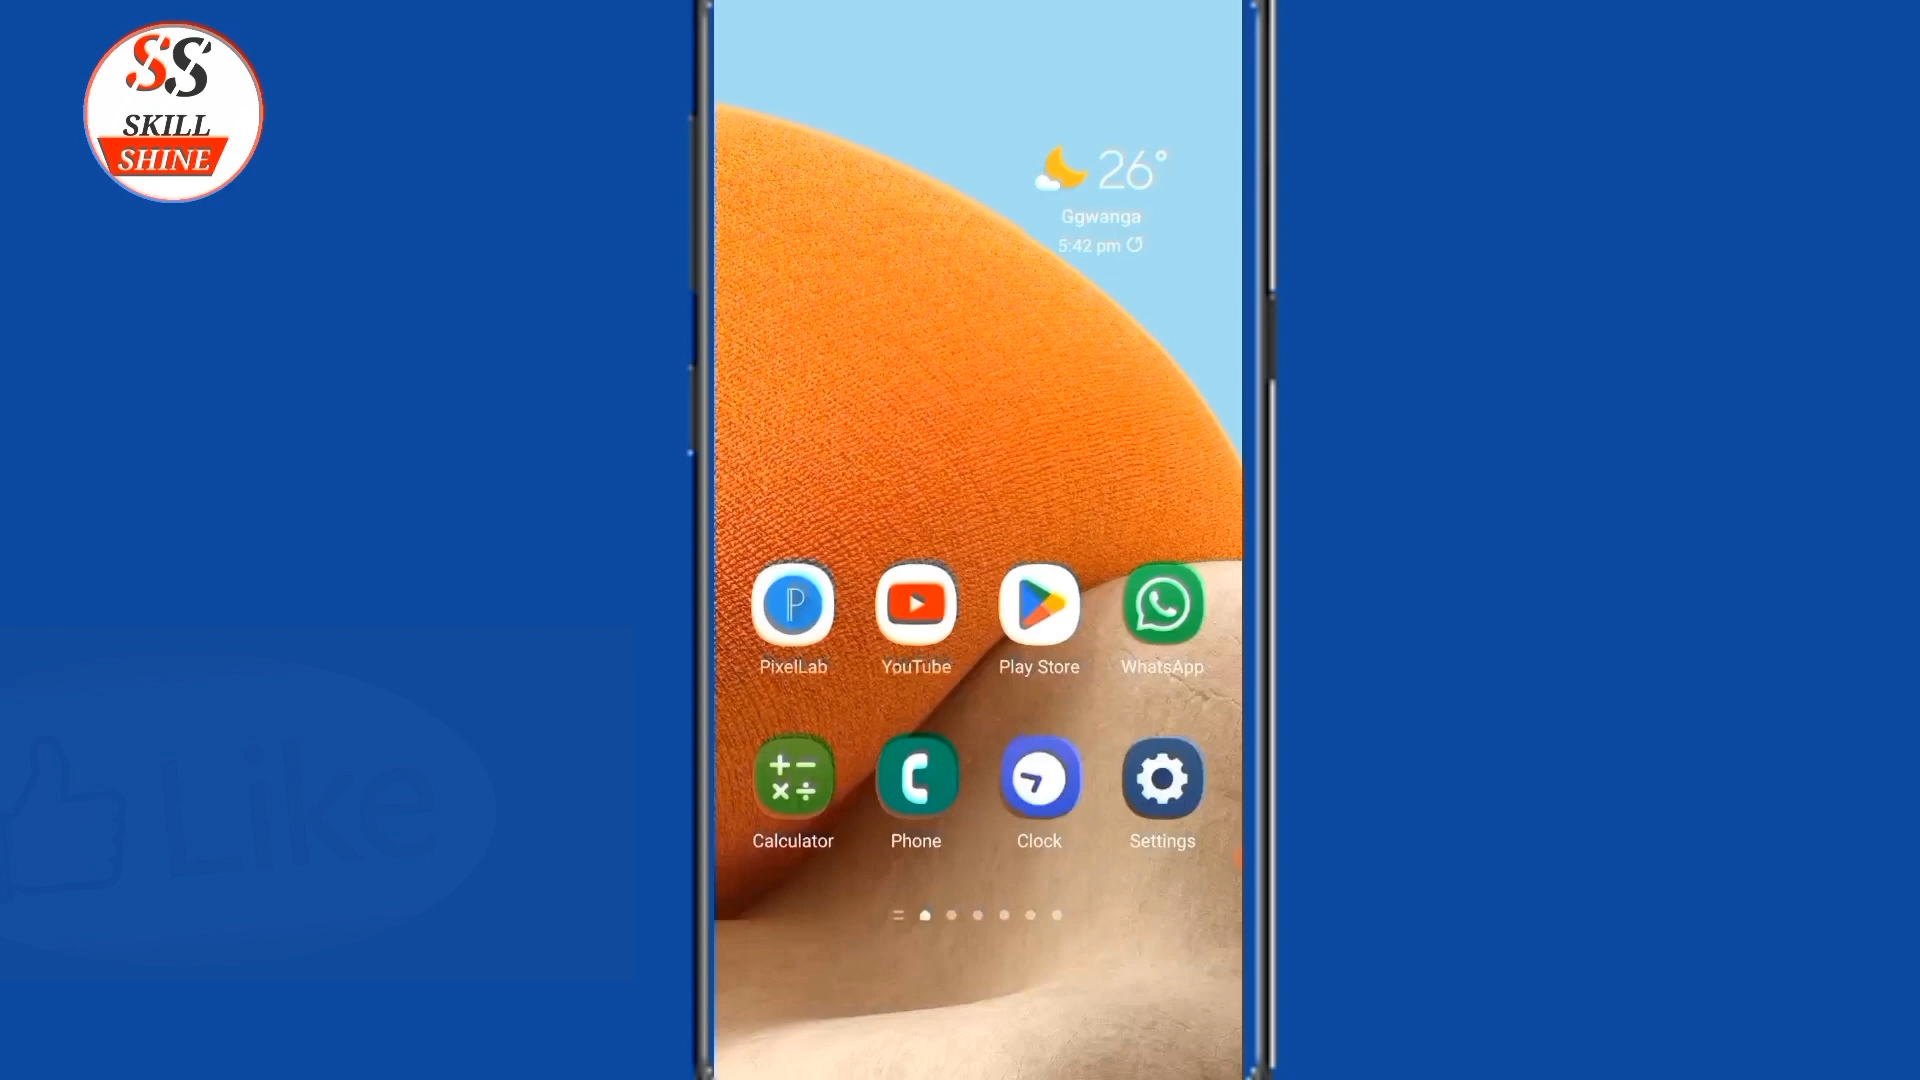 SS
SKILL
SHINE
26°
Ggwanga
5:42 pm
PixelLab YouTube Play Store WhatsApp
Calculator Phone Clock Settings
Like